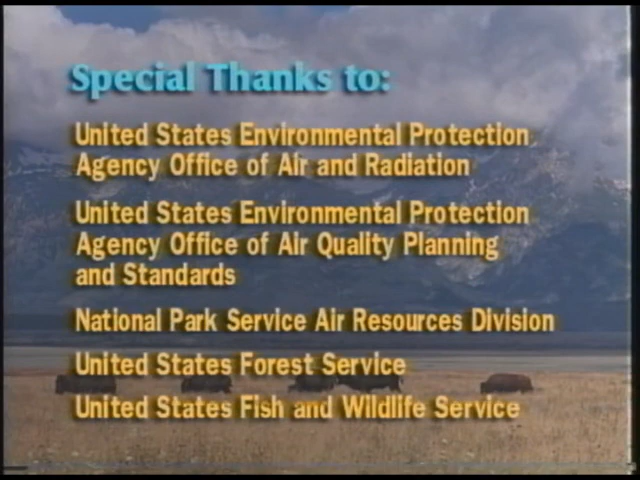 Special Thanks to:
United States Environmental Protection
Agency Office of Air and Radiation
United States Environmental Protection
Agency Office of Air Quality Planning
and Standards
National Park Service Air Resources Division
United States Forest Service
United States Fish and Wildlife Service